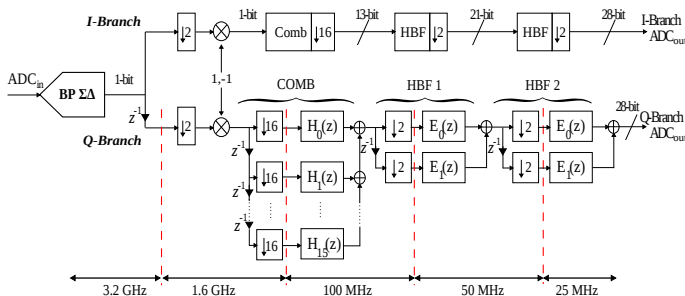 I-Branch
1-bit
13-bit
21-bit
28-bit
I-Branch
ADCout
↓2
Comb ↓16
HBF ↓2
HBF ↓2
ADCin
BP ΣΔ
1-bit
1,-1
COMB
HBF 1
HBF 2
z-1
Q-Branch
↓2
↓16
H0(z)
↓2
E0(z)
↓2
E0(z)
28-bit
Q-Branch
ADCout
z-1
z-1
z-1
↓16
H1(z)
↓2
E1(z)
↓2
E1(z)
z-1
z-1
↓16
H15(z)
3.2 GHz
1.6 GHz
100 MHz
50 MHz
25 MHz